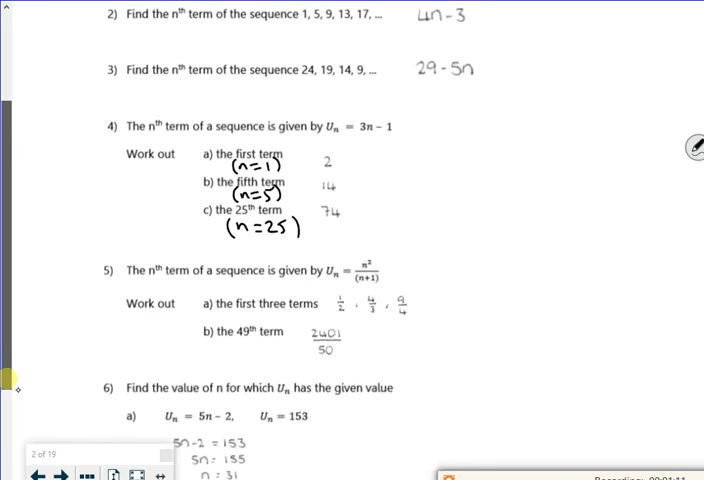 2) Find the nth term of the sequence 1, 5, 9, 13, 17, ... 4n - 3
3) Find the nth term of the sequence 24, 19, 14, 9, ... 29 - 5n
4) The nth term of a sequence is given by Un = 3n - 1
Work out a) the first term 2
(n=1)
b) the fifth term 14
(n=5)
c) the 25th term 74
(n=25)
5) The nth term of a sequence is given by Un = n²/(n+1)
Work out a) the first three terms 1/2 , 4/3 , 9/4
b) the 49th term 2401/50
6) Find the value of n for which Un has the given value
a) Un = 5n - 2, Un = 153
5n - 2 = 153
2 of 19
5n = 155
n = 31